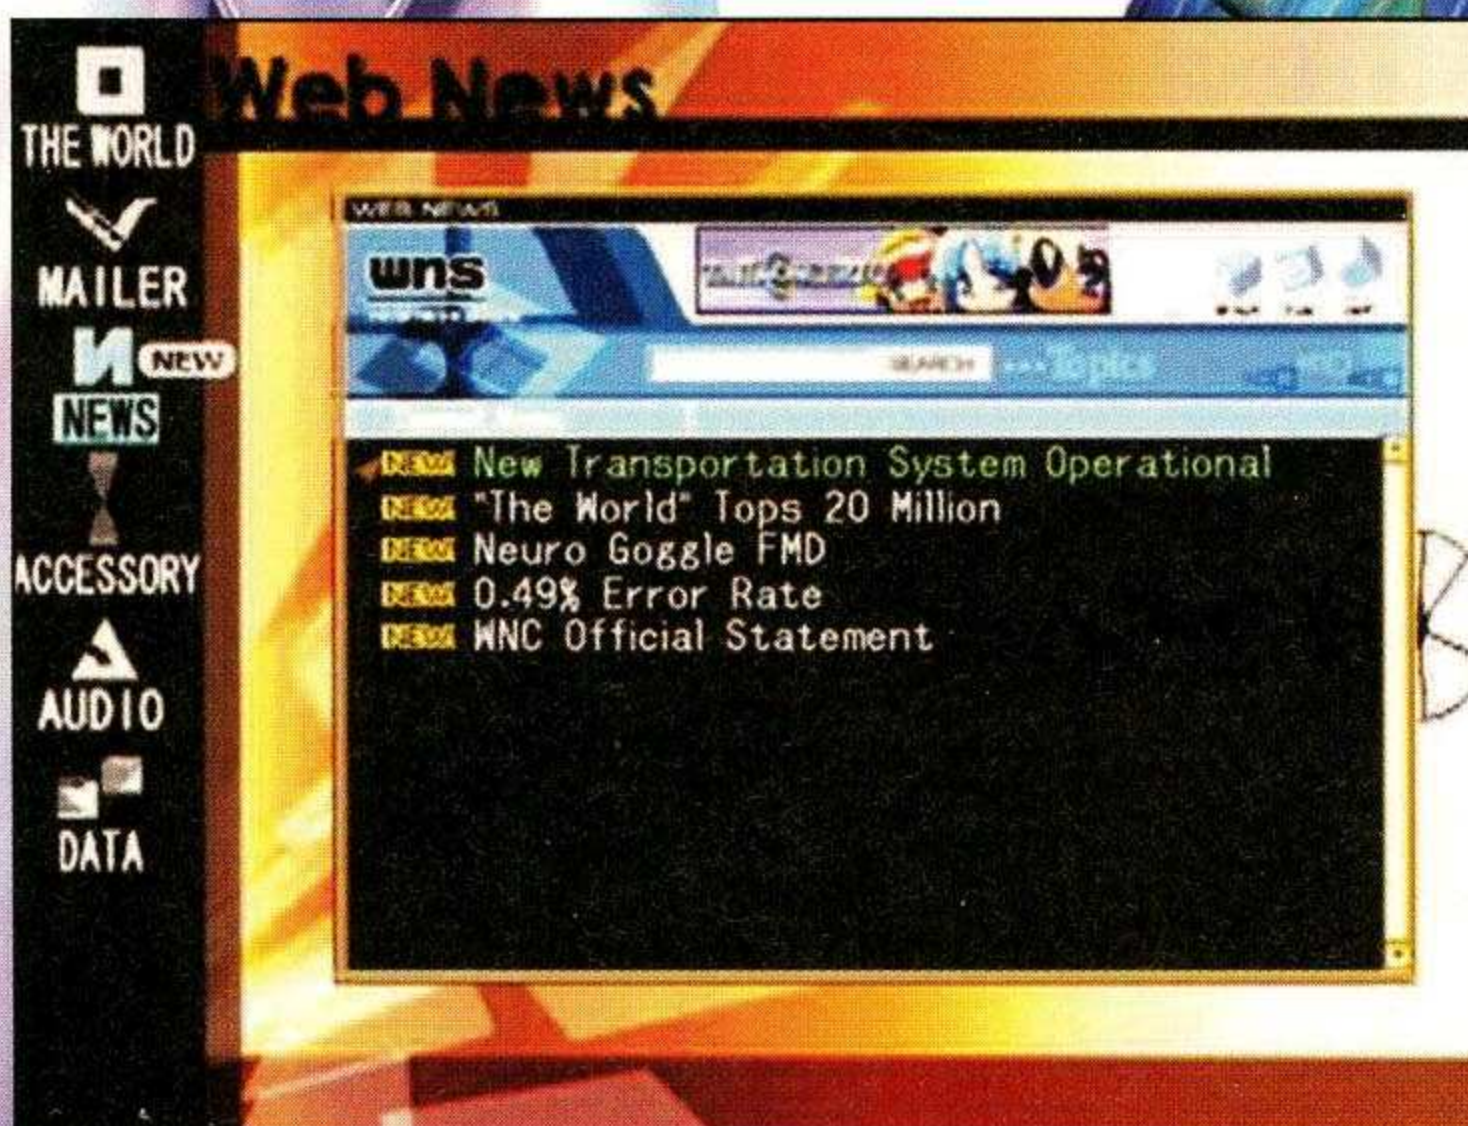 Web News
THE WORLD
MAILER
NEW
NEWS
ACCESSORY
AUDIO
DATA
WEB NEWS
wns
SEARCH
Topics
NEW New Transportation System Operational
NEW "The World" Tops 20 Million
NEW Neuro Goggle FMD
NEW 0.49% Error Rate
NEW WNC Official Statement